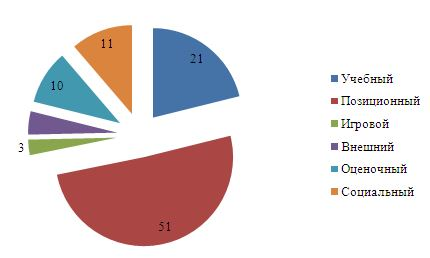 11
21
10
3
51
Учебный
Позиционный
Игровой
Внешний
Оценочный
Социальный